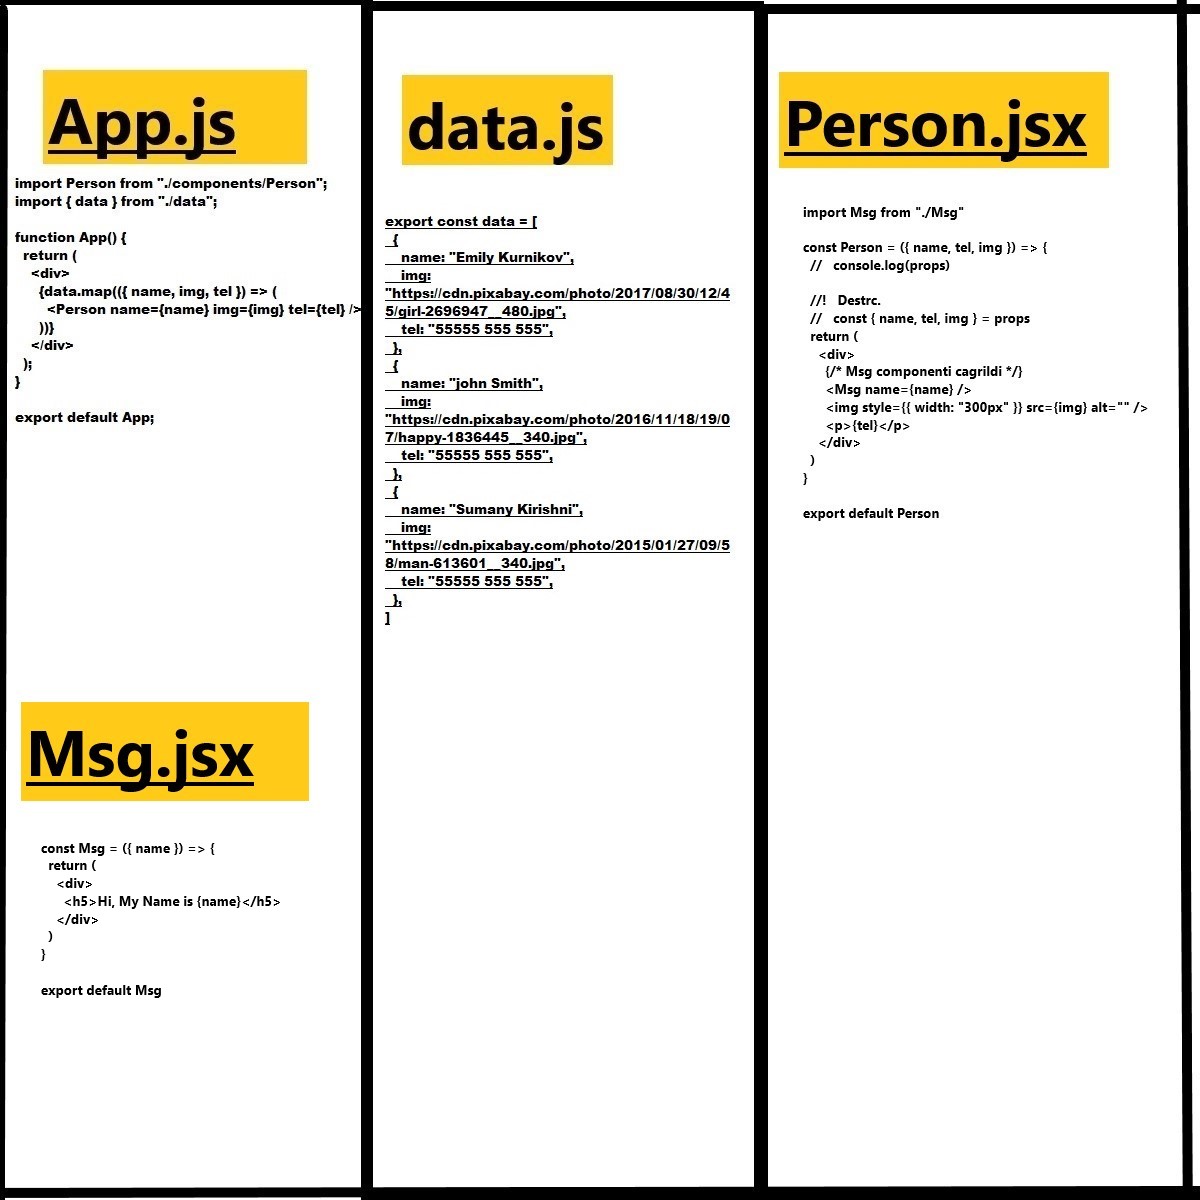 App.js
import Person from "./components/Person";
import { data } from "./data";
function App() {
  return (
    <div>
      {data.map(({ name, img, tel }) => (
        <Person name={name} img={img} tel={tel} />
      ))}
    </div>
  );
}
export default App;
Msg.jsx
const Msg = ({ name }) => {
  return (
    <div>
      <h5>Hi, My Name is {name}</h5>
    </div>
  )
}
export default Msg
data.js
export const data = [
  {
    name: "Emily Kurnikov",
    img:
"https://cdn.pixabay.com/photo/2017/08/30/12/4
5/girl-2696947__480.jpg",
    tel: "55555 555 555",
  },
  {
    name: "john Smith",
    img:
"https://cdn.pixabay.com/photo/2016/11/18/19/0
7/happy-1836445__340.jpg",
    tel: "55555 555 555",
  },
  {
    name: "Sumany Kirishni",
    img:
"https://cdn.pixabay.com/photo/2015/01/27/09/5
8/man-613601__340.jpg",
    tel: "55555 555 555",
  },
]
Person.jsx
import Msg from "./Msg"
const Person = ({ name, tel, img }) => {
  //   console.log(props)
  //!   Destrc.
  //   const { name, tel, img } = props
  return (
    <div>
      {/* Msg componenti cagrildi */}
      <Msg name={name} />
      <img style={{ width: "300px" }} src={img} alt="" />
      <p>{tel}</p>
    </div>
  )
}
export default Person